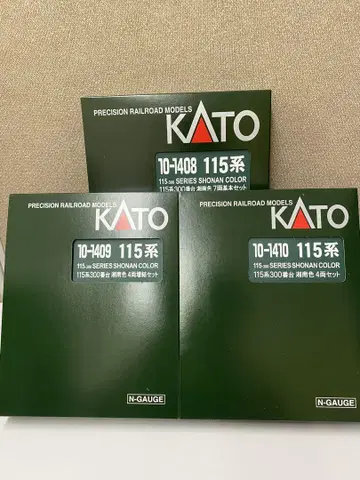 PRECISION RAILROAD MODELS
KATO
10-1408 115系
115-300 SERIES SHONAN COLOR
115系300番台 湘南色 7両基本セット
PRECISION RAILROAD MODELS
KATO
10-1409 115系
115-300 SERIES SHONAN COLOR
115系300番台 湘南色 4両増結セット
N-GAUGE
PRECISION RAILROAD MODELS
KATO
10-1410 115系
115-300 SERIES SHONAN COLOR
115系300番台 湘南色 4両セット
N-GAUGE